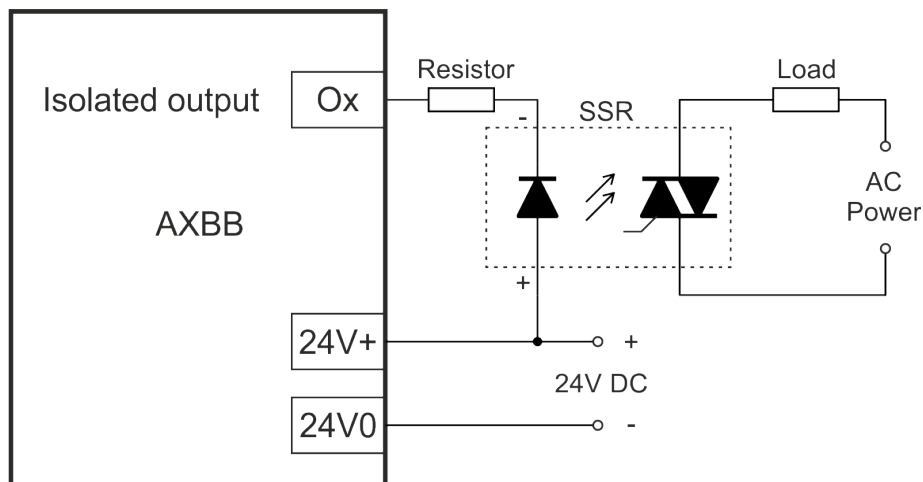 Resistor
Load
Isolated output
Ox
-
SSR
AC
Power
AXBB
+
24V+
+
24V DC
24V0
-